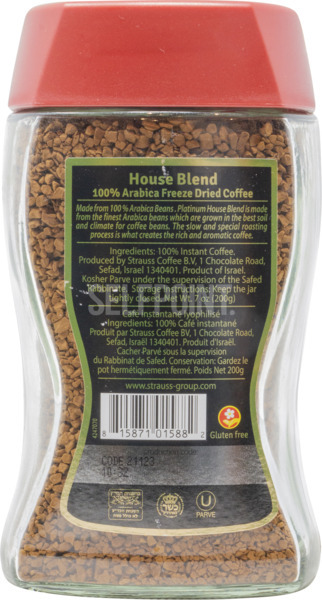 House Blend
100% Arabica Freeze Dried Coffee
Made from 100% Arabica Beans. Platinum House Blend is made
from the finest Arabica beans which are grown in the best soil
and climate for coffee beans. The slow and special roasting
process is what creates the rich and aromatic coffee.
Ingredients: 100% Instant Coffee.
Produced by Strauss Coffee BV, 1 Chocolate Road,
Sefad, Israel 1340401. Product of Israel.
Kosher Parve under the supervision of the Safed
Rabbinate, Storage Instructions: Keep the jar
tightly closed. Net Wt. 7 oz (200g)
Café instantané lyophilisé
Ingrédients: 100% Café instantané
Produit par Strauss Coffee BV, 1 Chocolate Road,
Sefad, Israël 1340401. Produit d'Israël.
Cacher Parvé sous la supervision
du Rabbinat de Safed. Conservation: Gardez le
pot hermétiquement fermé. Poids Net 200g
www.strauss-group.com
4241070
8 15871 01588 2
Gluten free
CODE 21123
כשר
U
PARVE